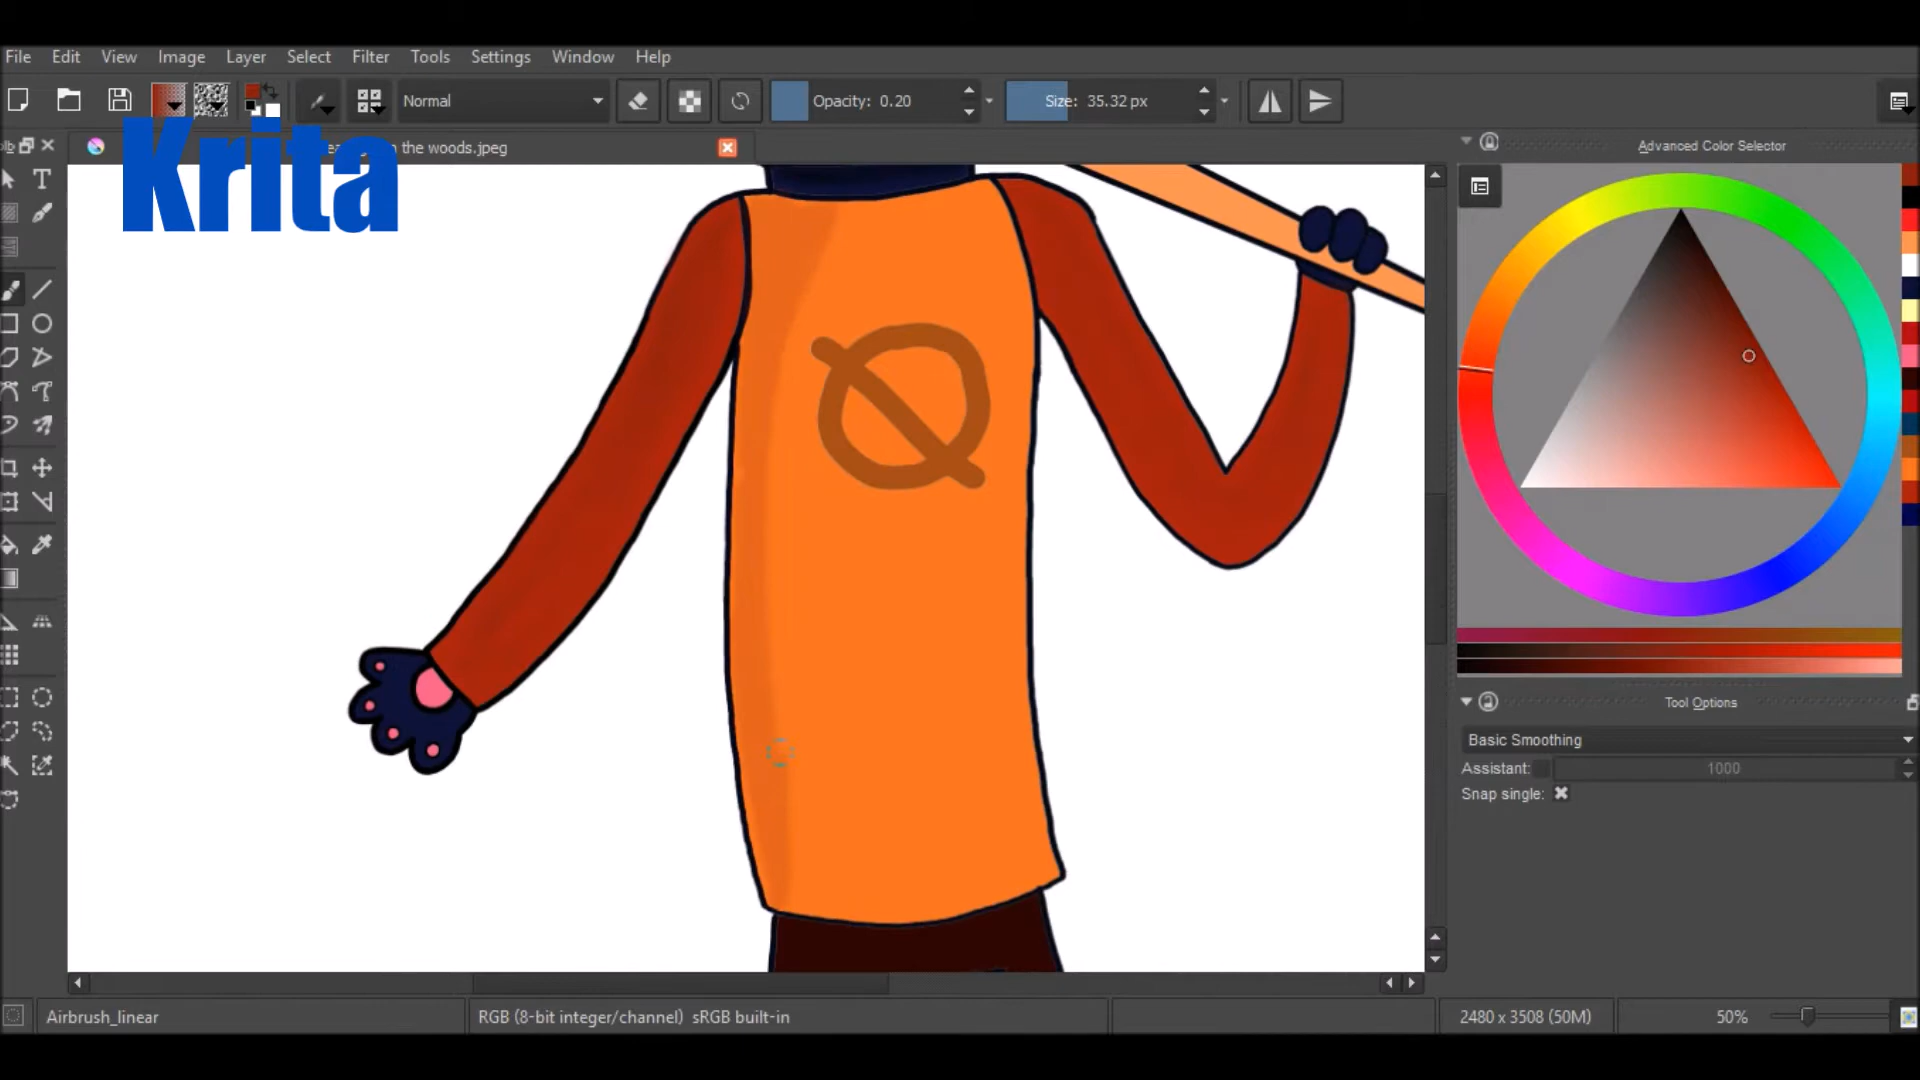 File Edit View Image Layer Select Filter Tools Settings Window Help
Normal Opacity: 0.20 Size: 35.32 px
Krita
the woods.jpeg
Advanced Color Selector
T
Tool Options
Basic Smoothing
Assistant: 1000
Snap single:
Airbrush_linear RGB (8-bit integer/channel) sRGB built-in 2480 x 3508 (50M) 50%